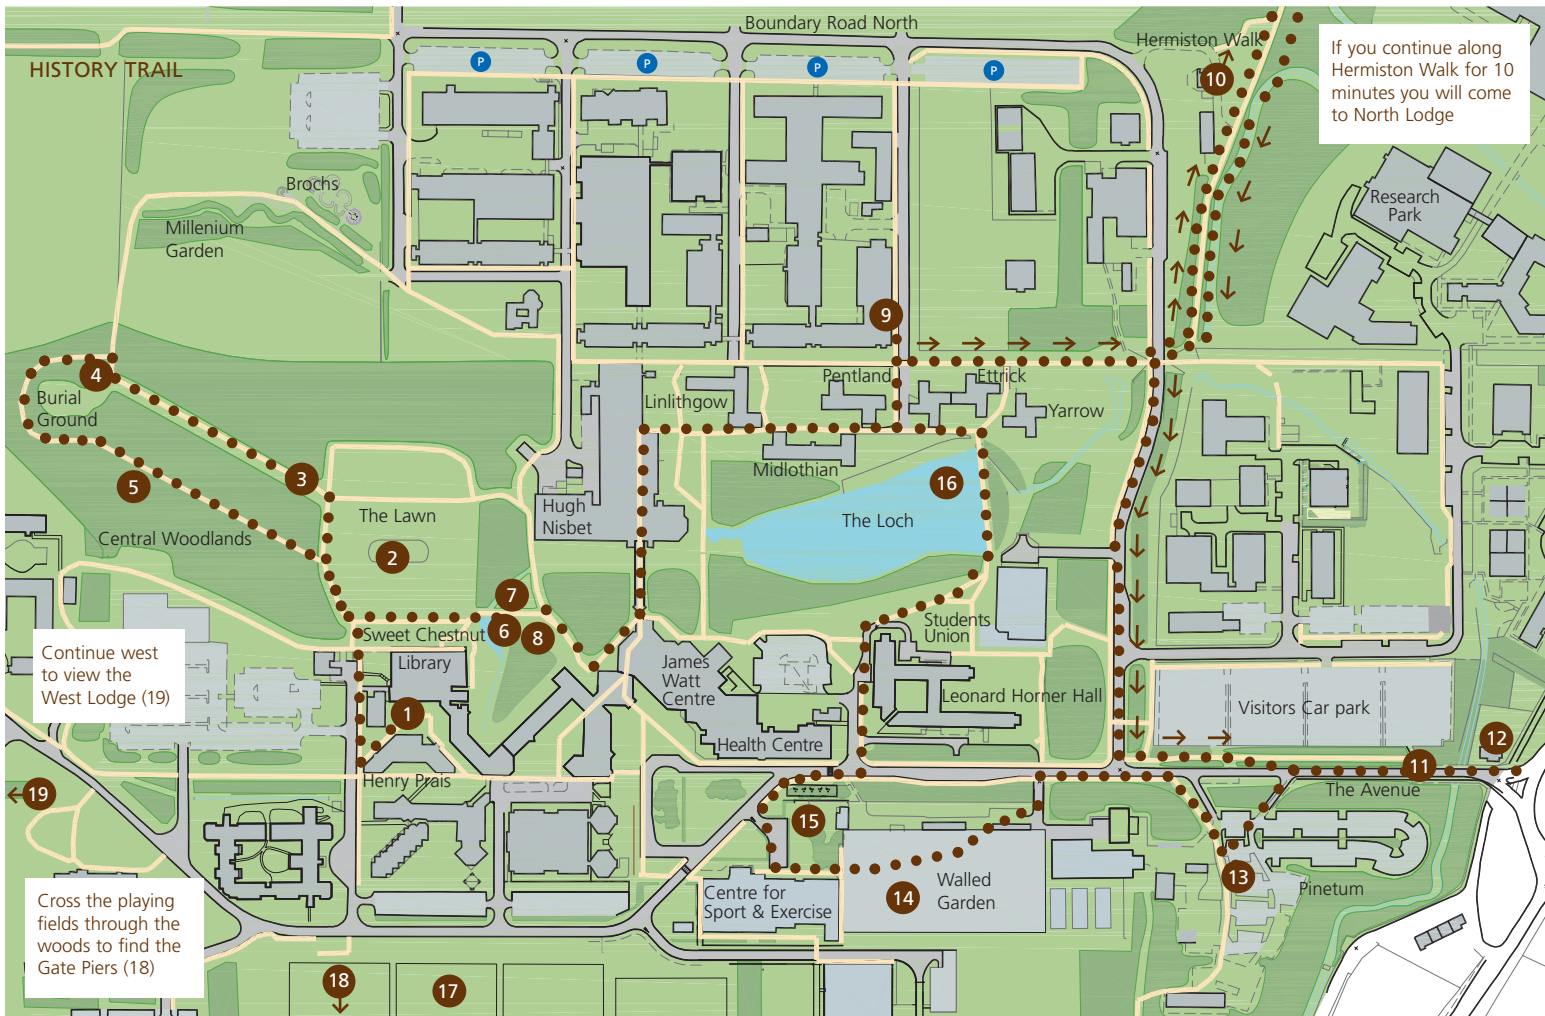 Boundary Road North
Hermiston Walk
If you continue along
Hermiston Walk for 10
minutes you will come
to North Lodge
HISTORY TRAIL
P
P
P
P
10
Brochs
Research
Park
Millenium
Garden
9
4
Pentland
Ettrick
Burial
Ground
Linlithgow
Yarrow
Midlothian
3
5
16
Hugh
Nisbet
The Lawn
The Loch
Central Woodlands
2
7
6
8
Sweet Chestnut
Students
Union
Continue west
to view the
West Lodge (19)
Library
James
Watt
Centre
Leonard Horner Hall
Visitors Car park
1
Health Centre
12
11
Henry Prais
19
The Avenue
15
13
Pinetum
Walled
Garden
14
Centre for
Sport & Exercise
Cross the playing
fields through the
woods to find the
Gate Piers (18)
18
17